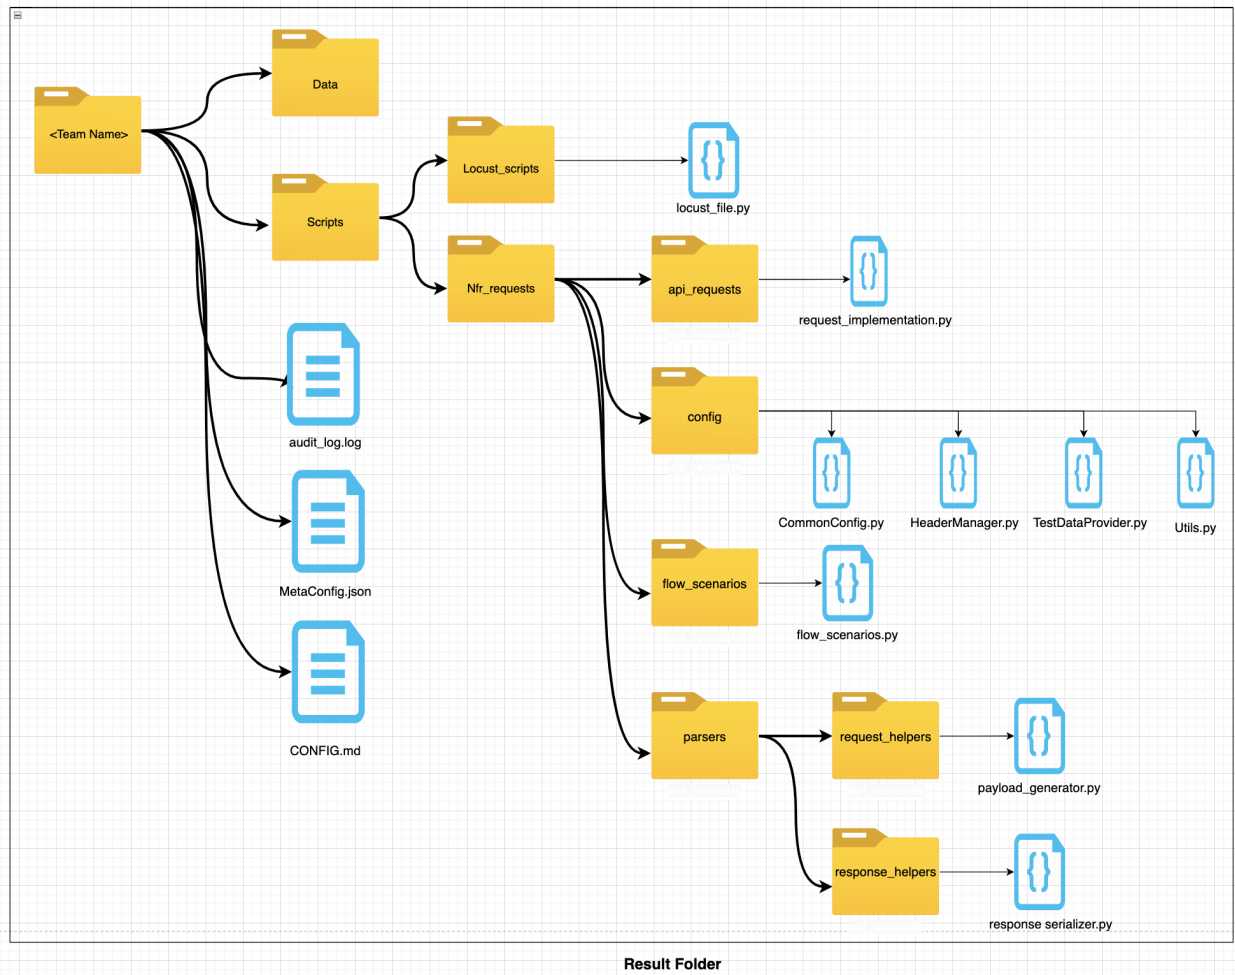 Data
<Team Name>
Locust_scripts
locust_file.py
Scripts
Nfr_requests
api_requests
request_implementation.py
config
audit_log.log
CommonConfig.py
HeaderManager.py
TestDataProvider.py
Utils.py
MetaConfig.json
flow_scenarios
flow_scenarios.py
CONFIG.md
parsers
request_helpers
payload_generator.py
response_helpers
response serializer.py
Result Folder